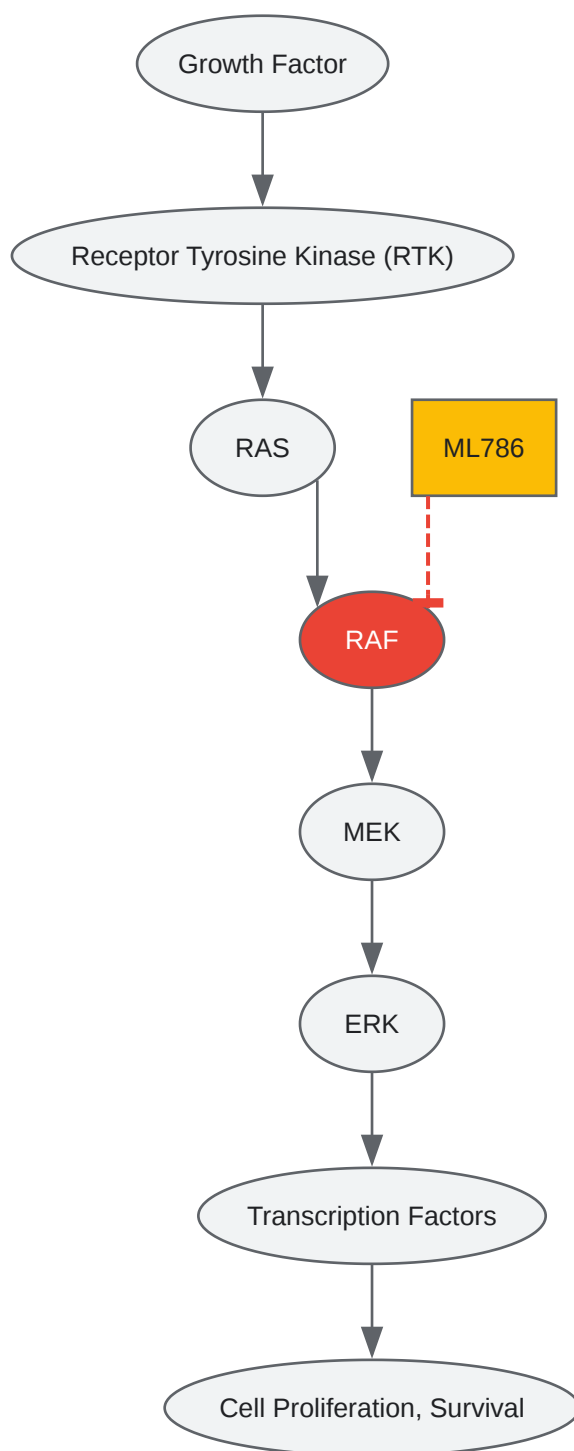 Growth Factor
Receptor Tyrosine Kinase (RTK)
RAS
ML786
RAF
MEK
ERK
Transcription Factors
Cell Proliferation, Survival